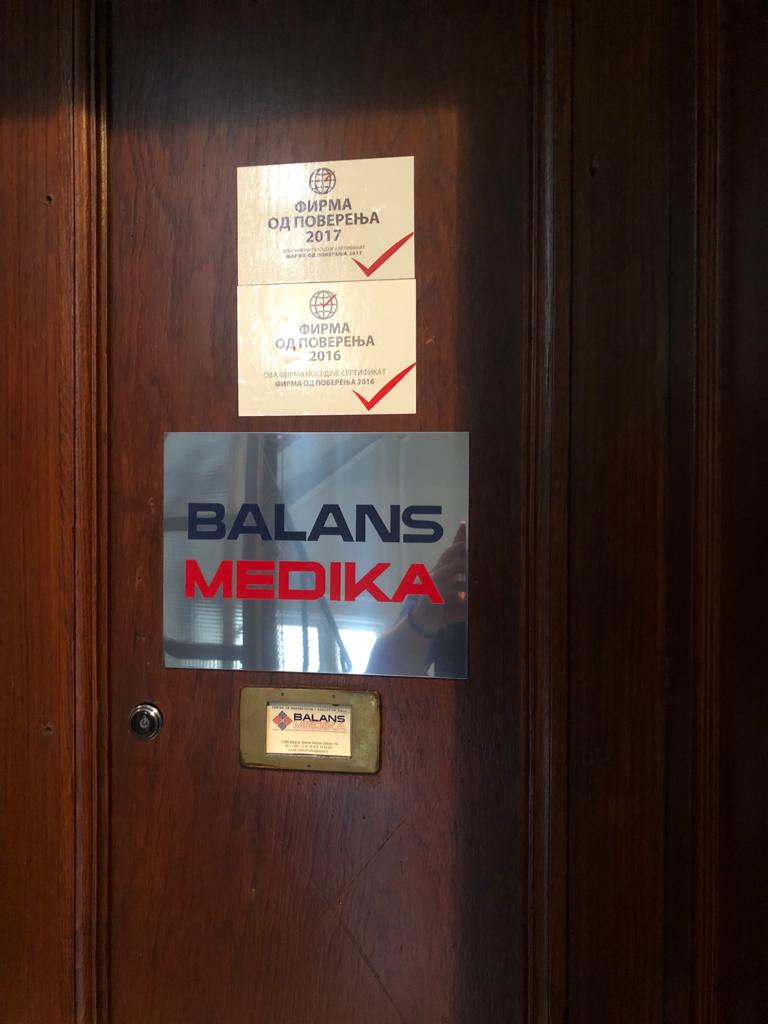 ФИРМА
ОД ПОВЕРЕЊА
2017
ОВА ФИРМА ПОСЕДУЈЕ СЕРТИФИКАТ
ФИРМА ОД ПОВЕРЕЊА 2017
ФИРМА
ОД ПОВЕРЕЊА
2016
ОВА ФИРМА ПОСЕДУЈЕ СЕРТИФИКАТ
ФИРМА ОД ПОВЕРЕЊА 2016
BALANS
MEDIKA
BALANS
MEDIKA